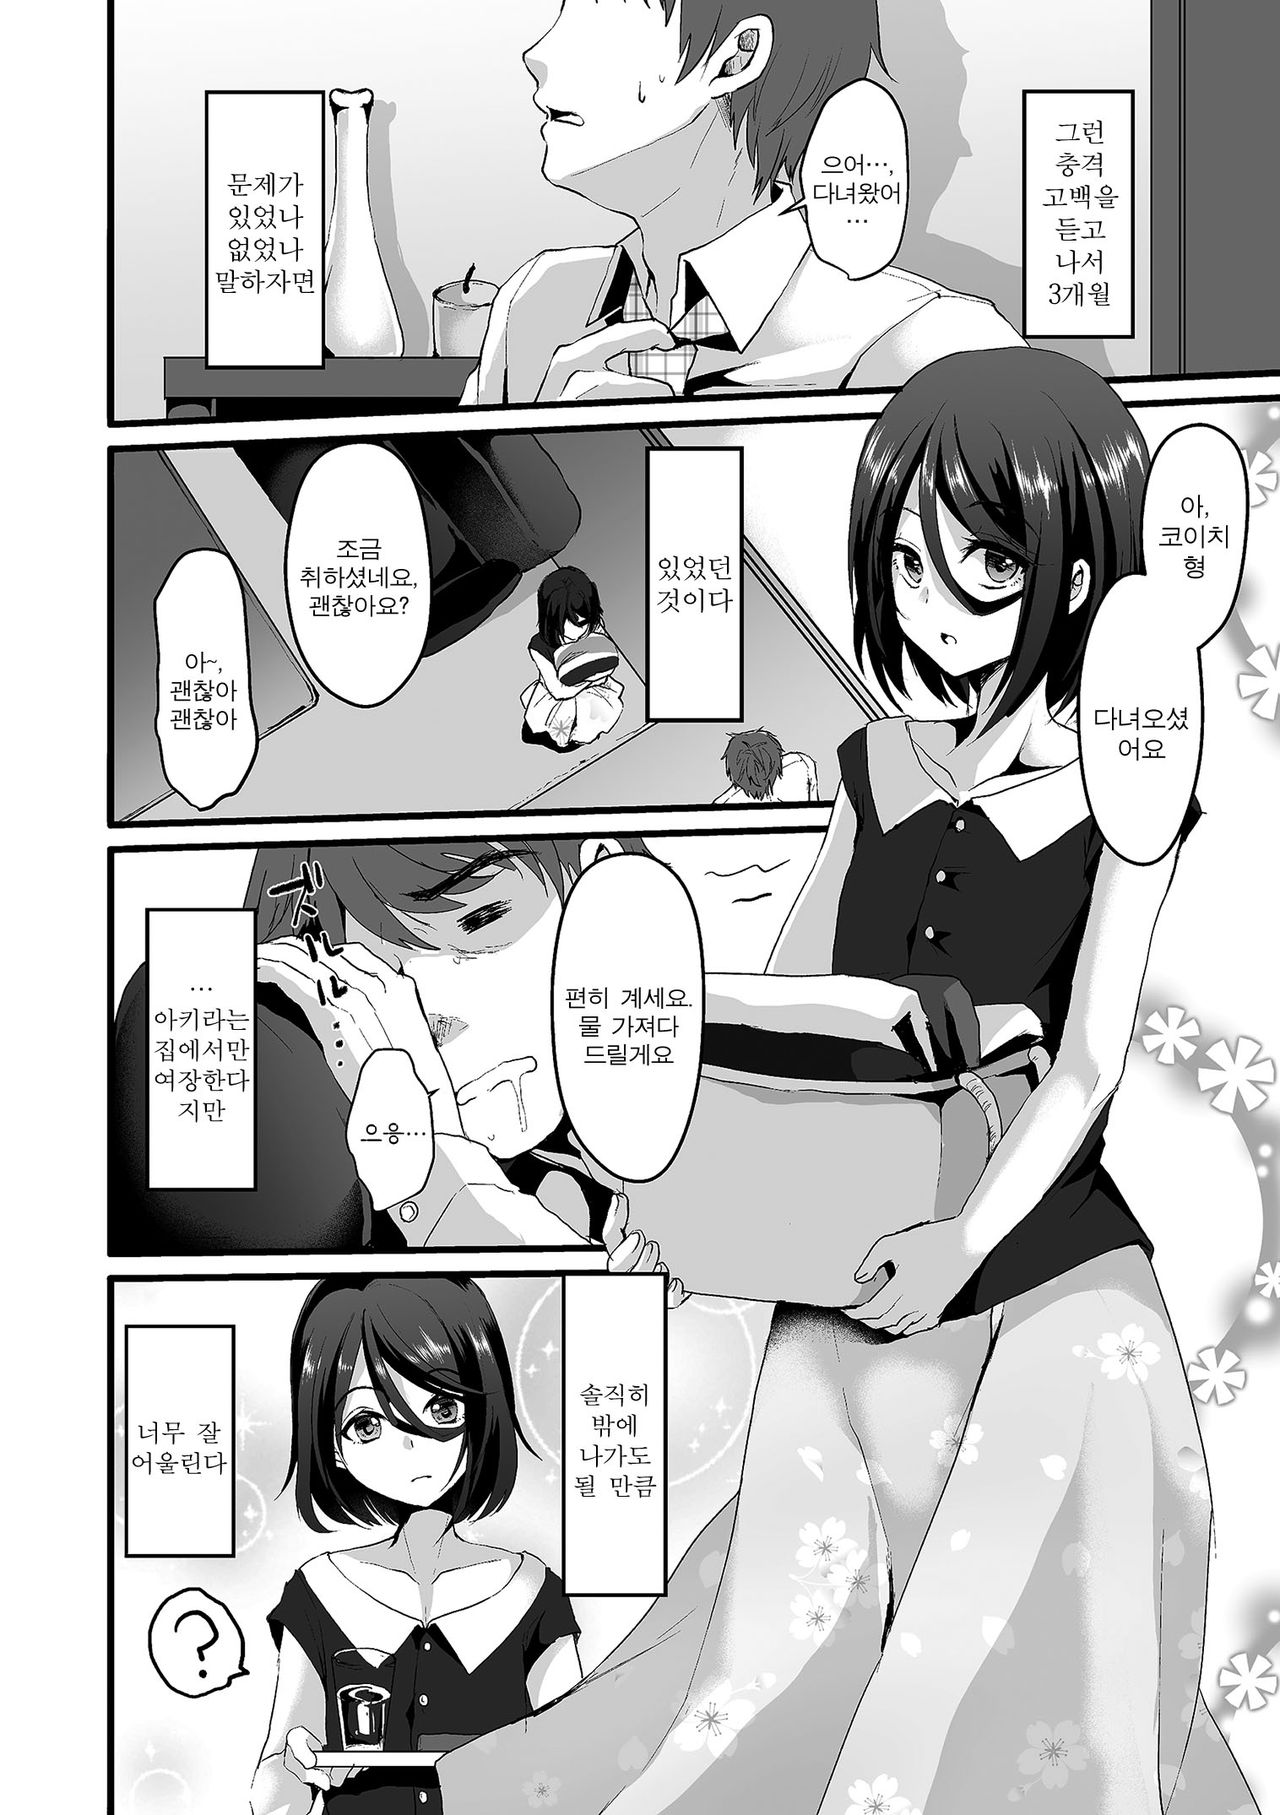 그런
충격
고백을
듣고
나서
3개월
으어…,
다녀왔어
…
문제가
있었나
없었나
말하자면
아,
코이치
형
다녀오셨
어요
있었던
것이다
조금
취하셨네요,
괜찮아요?
아~,
괜찮아
괜찮아
편히 계세요.
물 가져다
드릴게요
ズルル…
으응…
…
아키라는
집에서만
여장한다
지만
솔직히
밖에
나가도
될 만큼
너무 잘
어울린다
?